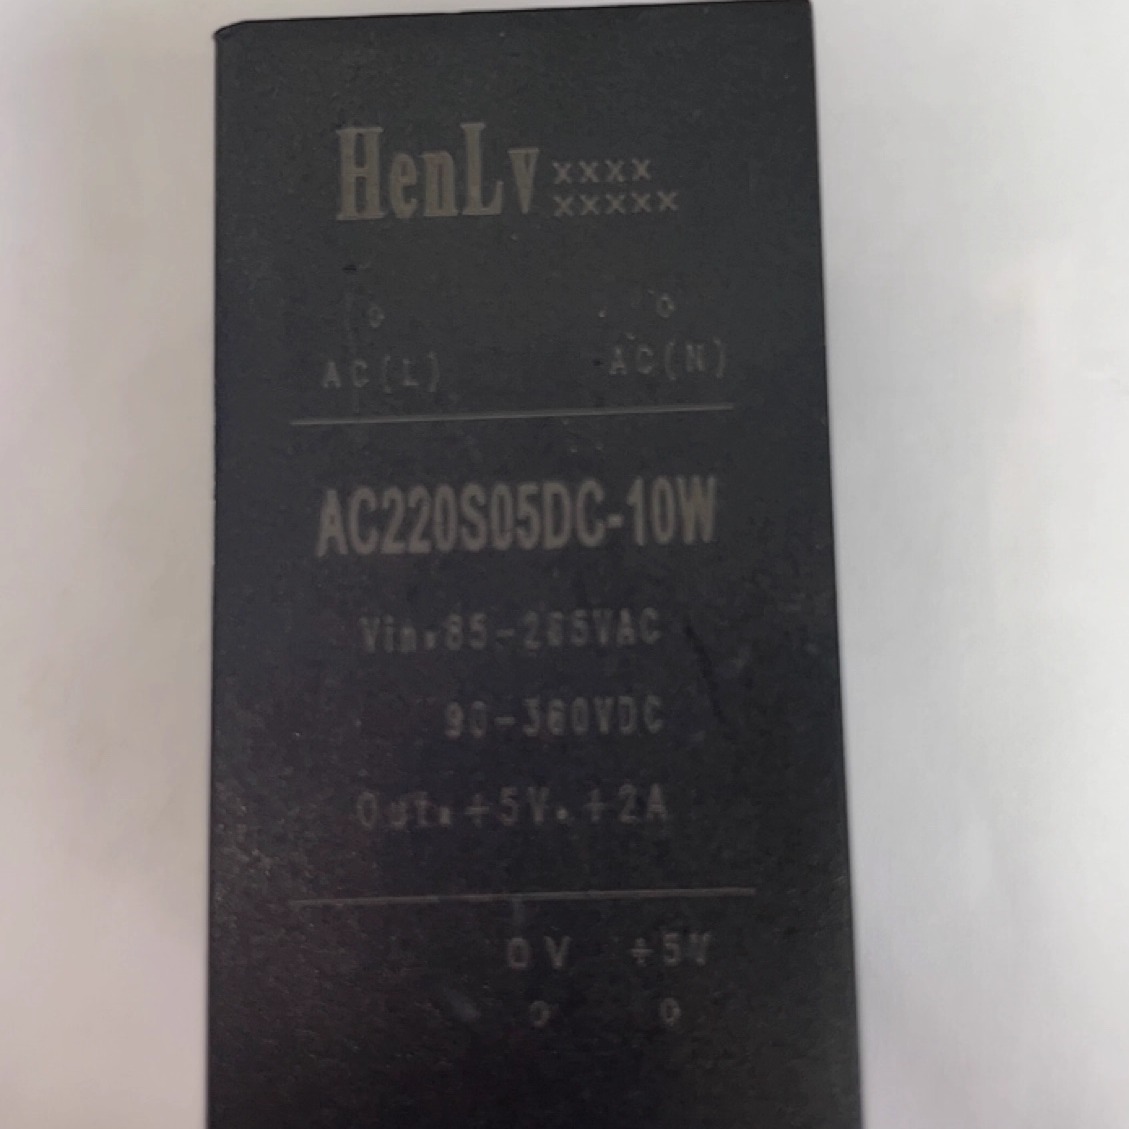 HenLv xxxx
xxxxx
AC(L) AC(N)
AC220S05DC-10W
Vin.85-265VAC
90-360VDC
Out.+5V.+2A
0V +5V